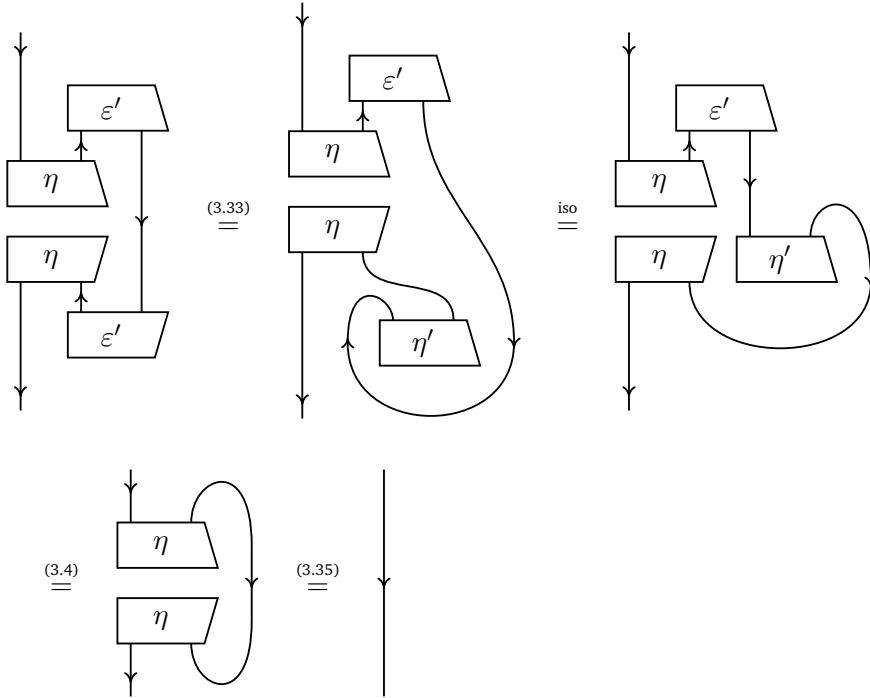 ε′ ε′ ε′
η η η
(3.33) = iso =
η η η η′
ε′ η′
η
(3.4) = (3.35) =
η